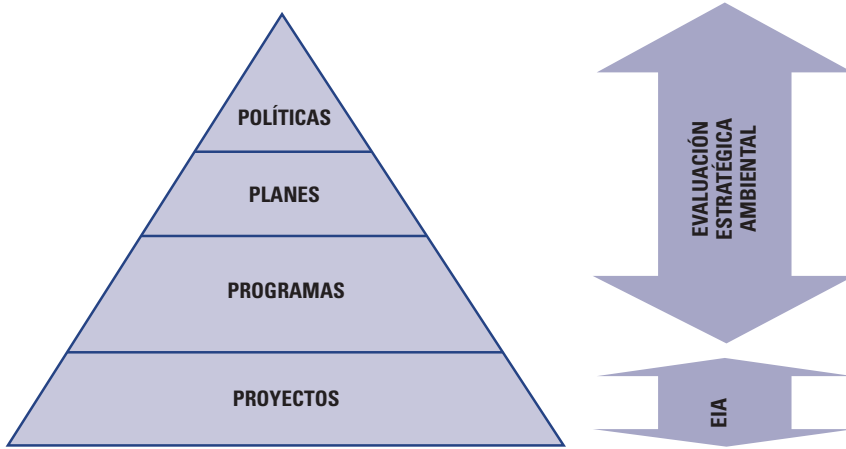 POLÍTICAS
PLANES
PROGRAMAS
PROYECTOS
EVALUACIÓN
ESTRATÉGICA
AMBIENTAL
EIA